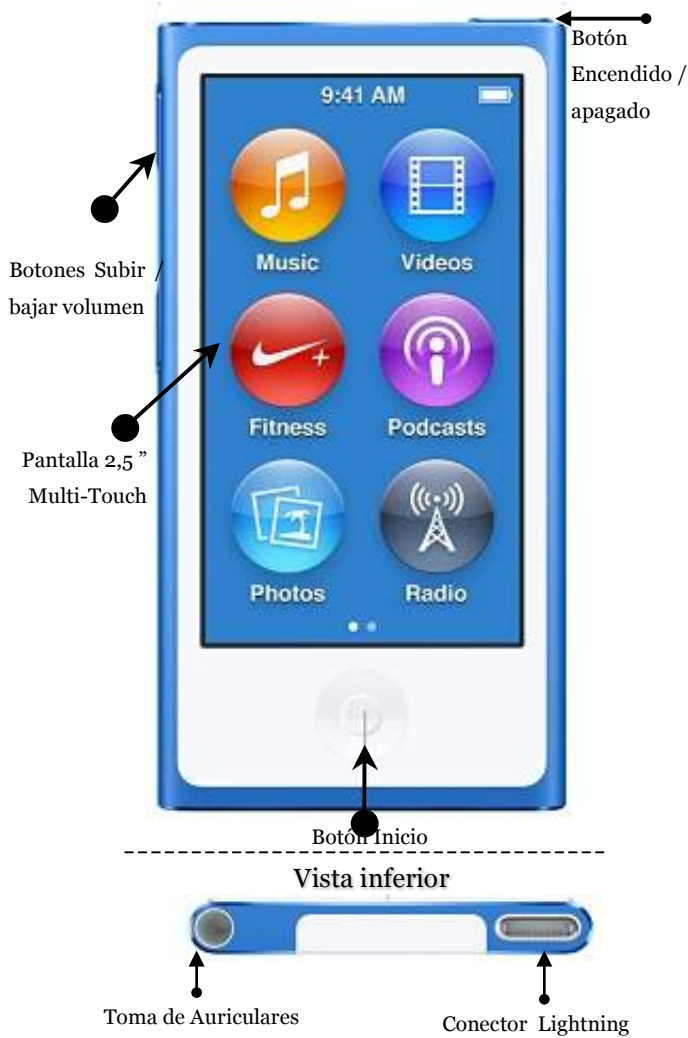 Botón
Encendido /
apagado
9:41 AM
Music
Videos
Botones Subir /
bajar volumen
Fitness
Podcasts
Pantalla 2,5 ”
Multi-Touch
Photos
Radio
Botón Inicio
Vista inferior
Toma de Auriculares
Conector Lightning